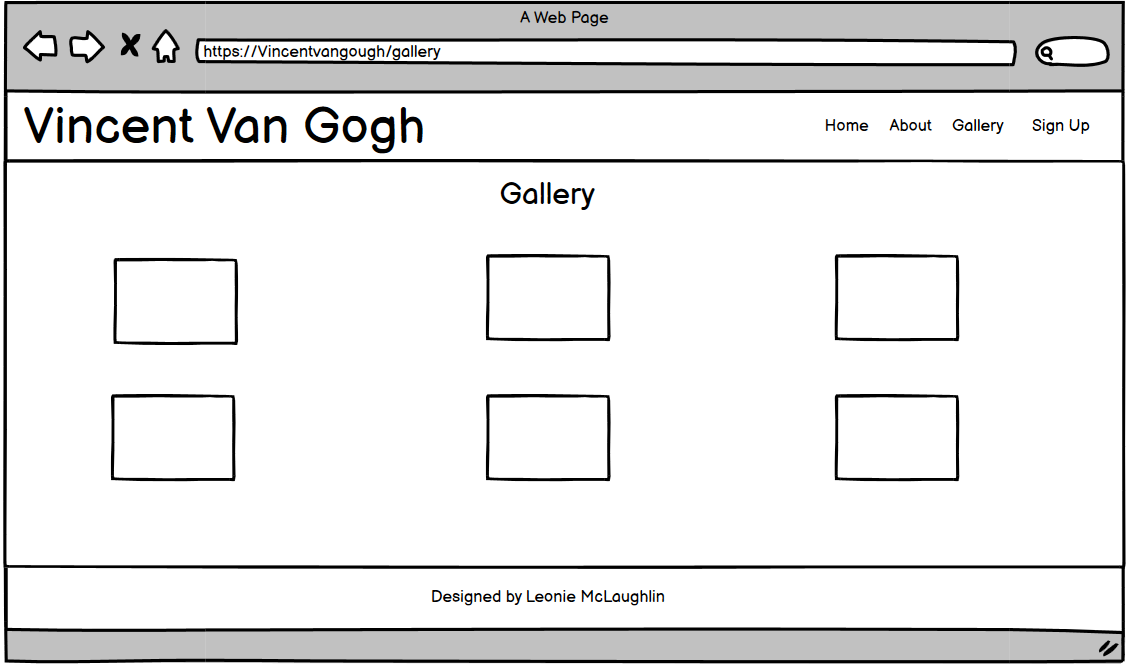 A Web Page
https://Vincentvangough/gallery
Vincent Van Gogh
Home About Gallery Sign Up
Gallery
Designed by Leonie McLaughlin